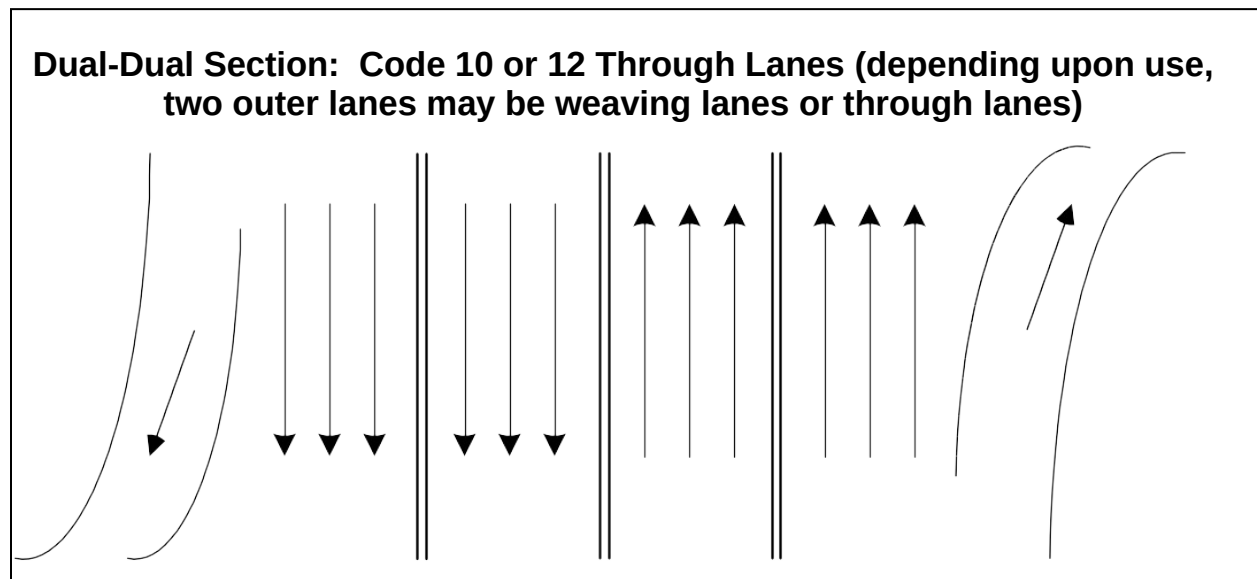 Dual-Dual Section: Code 10 or 12 Through Lanes (depending upon use,
two outer lanes may be weaving lanes or through lanes)